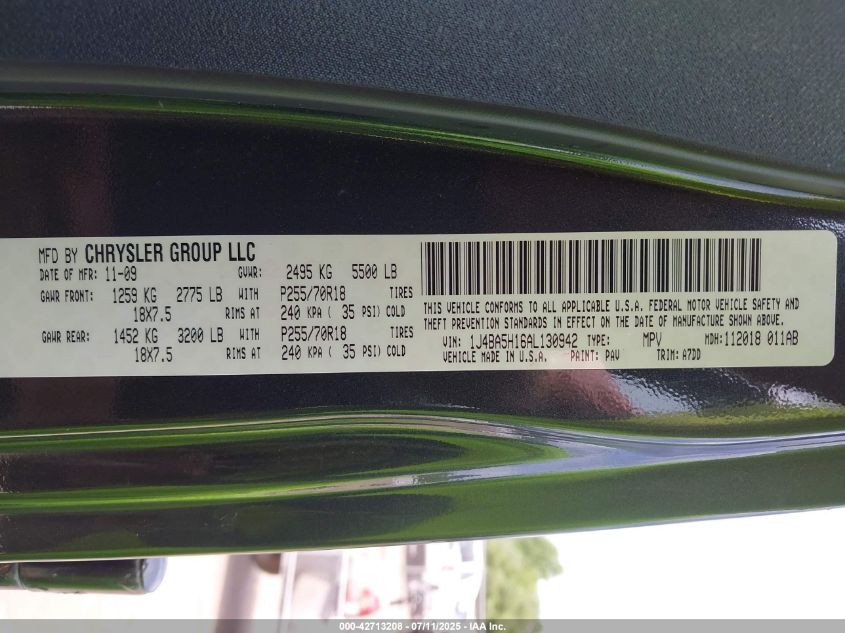 MFD BY CHRYSLER GROUP LLC
DATE OF MFR: 11-09 GVWR: 2495 KG 5500 LB
GAWR FRONT: 1259 KG 2775 LB WITH P255/70R18 TIRES
18X7.5 RIMS AT 240 KPA ( 35 PSI) COLD
GAWR REAR: 1452 KG 3200 LB WITH P255/70R18 TIRES
18X7.5 RIMS AT 240 KPA ( 35 PSI) COLD
THIS VEHICLE CONFORMS TO ALL APPLICABLE U.S.A. FEDERAL MOTOR VEHICLE SAFETY AND
THEFT PREVENTION STANDARDS IN EFFECT ON THE DATE OF MANUFACTURE SHOWN ABOVE.
VIN: 1J4BA5H16AL130942 TYPE: MPV MDH: 112018 011AB
VEHICLE MADE IN U.S.A. PAINT: PAV TRIM: A7DD
000-42713208 - 07/11/2025 - IAA Inc.